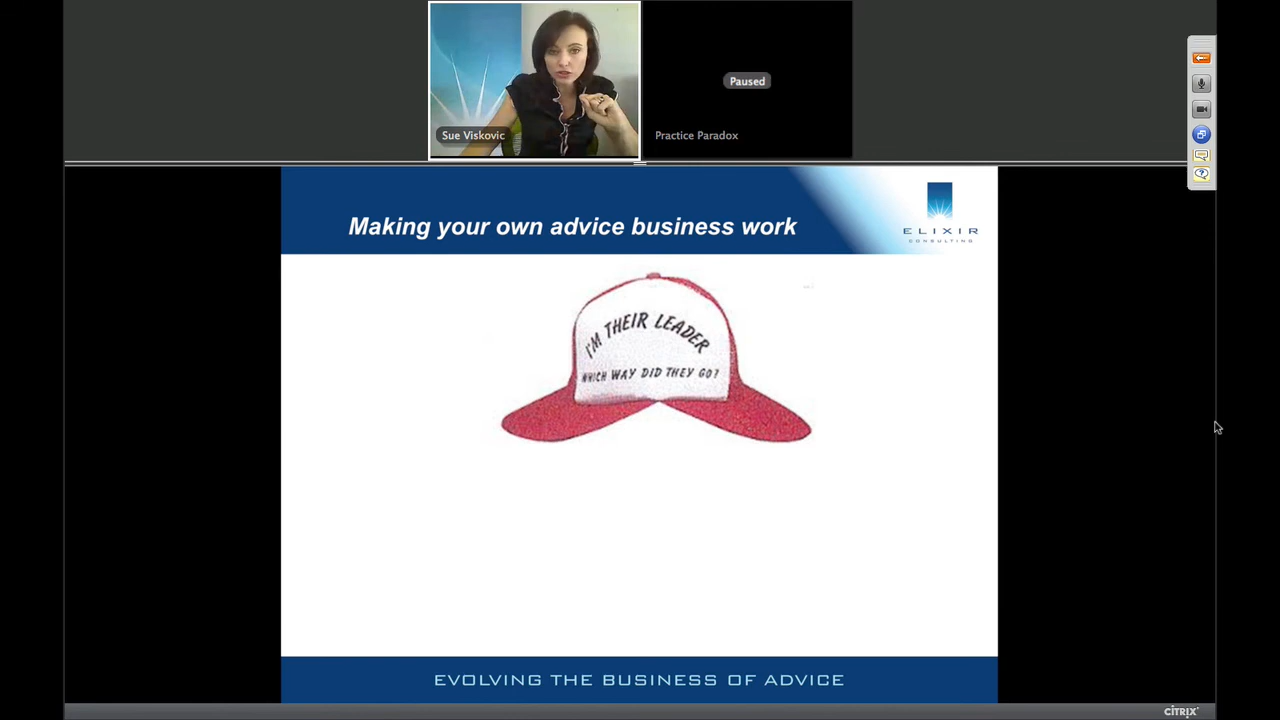 Paused
Sue Viskovic
Practice Paradox
Making your own advice business work
ELIXIR
CONSULTING
I'M THEIR LEADER
WHICH WAY DID THEY GO?
EVOLVING THE BUSINESS OF ADVICE
CITRIX